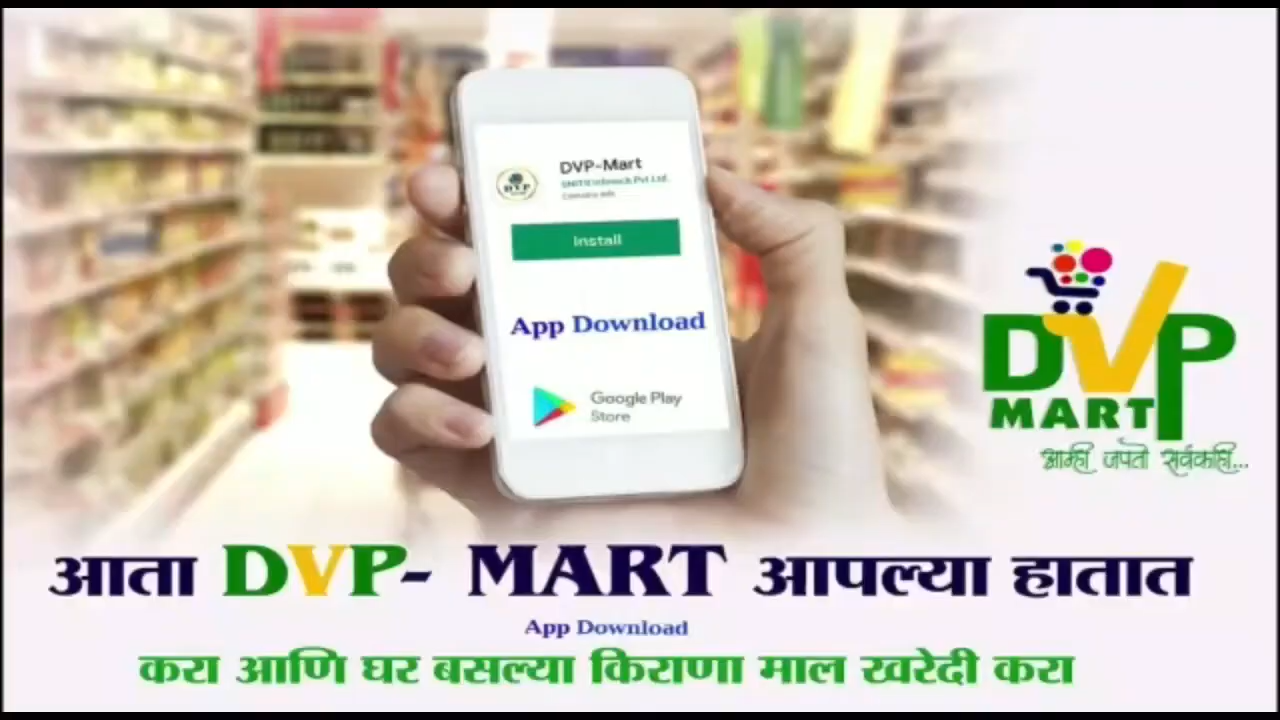 DVP-Mart
Install
App Download
Google Play
Store
DVP
MART
आम्ही जपतो सर्वकाही...
आता DVP- MART आपल्या हातात
App Download
करा आणि घर बसल्या किराणा माल खरेदी करा